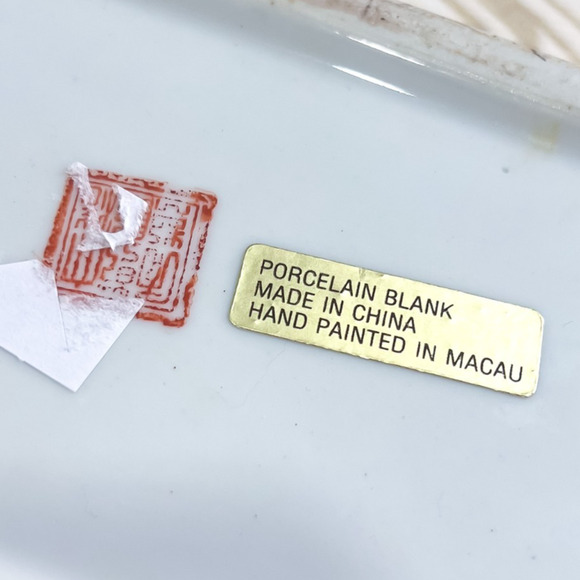 PORCELAIN BLANK
MADE IN CHINA
HAND PAINTED IN MACAU